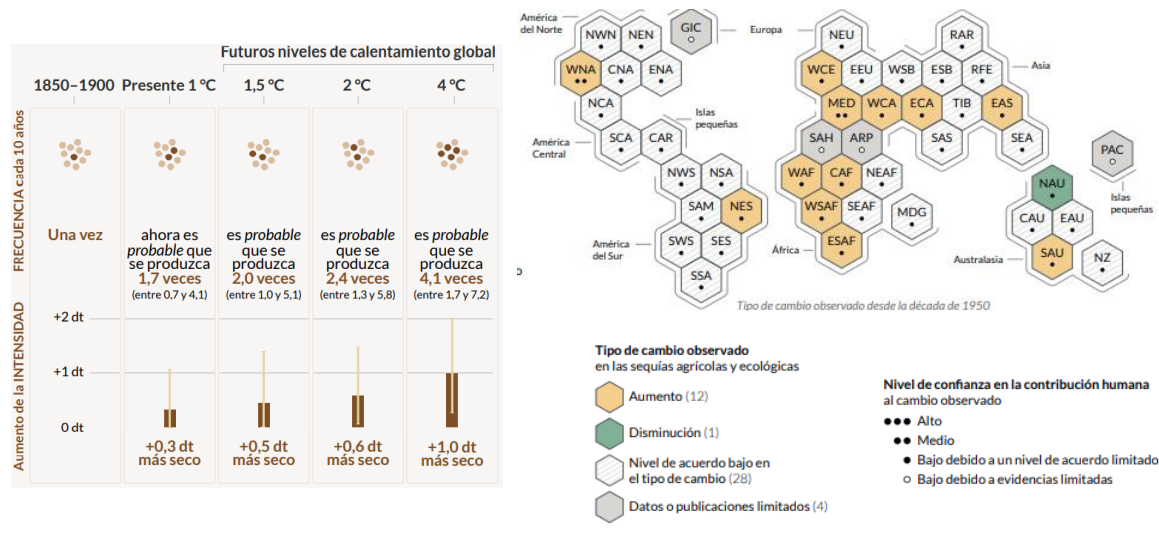 Futuros niveles de calentamiento global
1850–1900 Presente 1 °C 1,5 °C 2 °C 4 °C
FRECUENCIA cada 10 años
Una vez
ahora es
probable que
se produzca
1,7 veces
(entre 0,7 y 4,1)
es probable
que se
produzca
2,0 veces
(entre 1,0 y 5,1)
es probable
que se
produzca
2,4 veces
(entre 1,3 y 5,8)
es probable
que se
produzca
4,1 veces
(entre 1,7 y 7,2)
Aumento de la INTENSIDAD
+2 dt
+1 dt
0 dt
+0,3 dt
más seco
+0,5 dt
más seco
+0,6 dt
más seco
+1,0 dt
más seco
América
del Norte
NWN NEN
GIC
WNA CNA ENA
NCA
SCA CAR
Islas
pequeñas
América
Central
NWS NSA
SAM NES
SWS SES
SSA
América
del Sur
Europa
NEU
RAR
WCE EEU WSB ESB RFE
Asia
MED WCA ECA TIB EAS
SAH ARP
SAS
SEA
WAF CAF NEAF
WSAF SEAF
MDG
ESAF
África
PAC
Islas
pequeñas
NAU
CAU EAU
SAU
NZ
Australasia
o
Tipo de cambio observado desde la década de 1950
Tipo de cambio observado
en las sequías agrícolas y ecológicas
Aumento (12)
Disminución (1)
Nivel de acuerdo bajo en
el tipo de cambio (28)
Datos o publicaciones limitados (4)
Nivel de confianza en la contribución humana
al cambio observado
Alto
Medio
Bajo debido a un nivel de acuerdo limitado
Bajo debido a evidencias limitadas